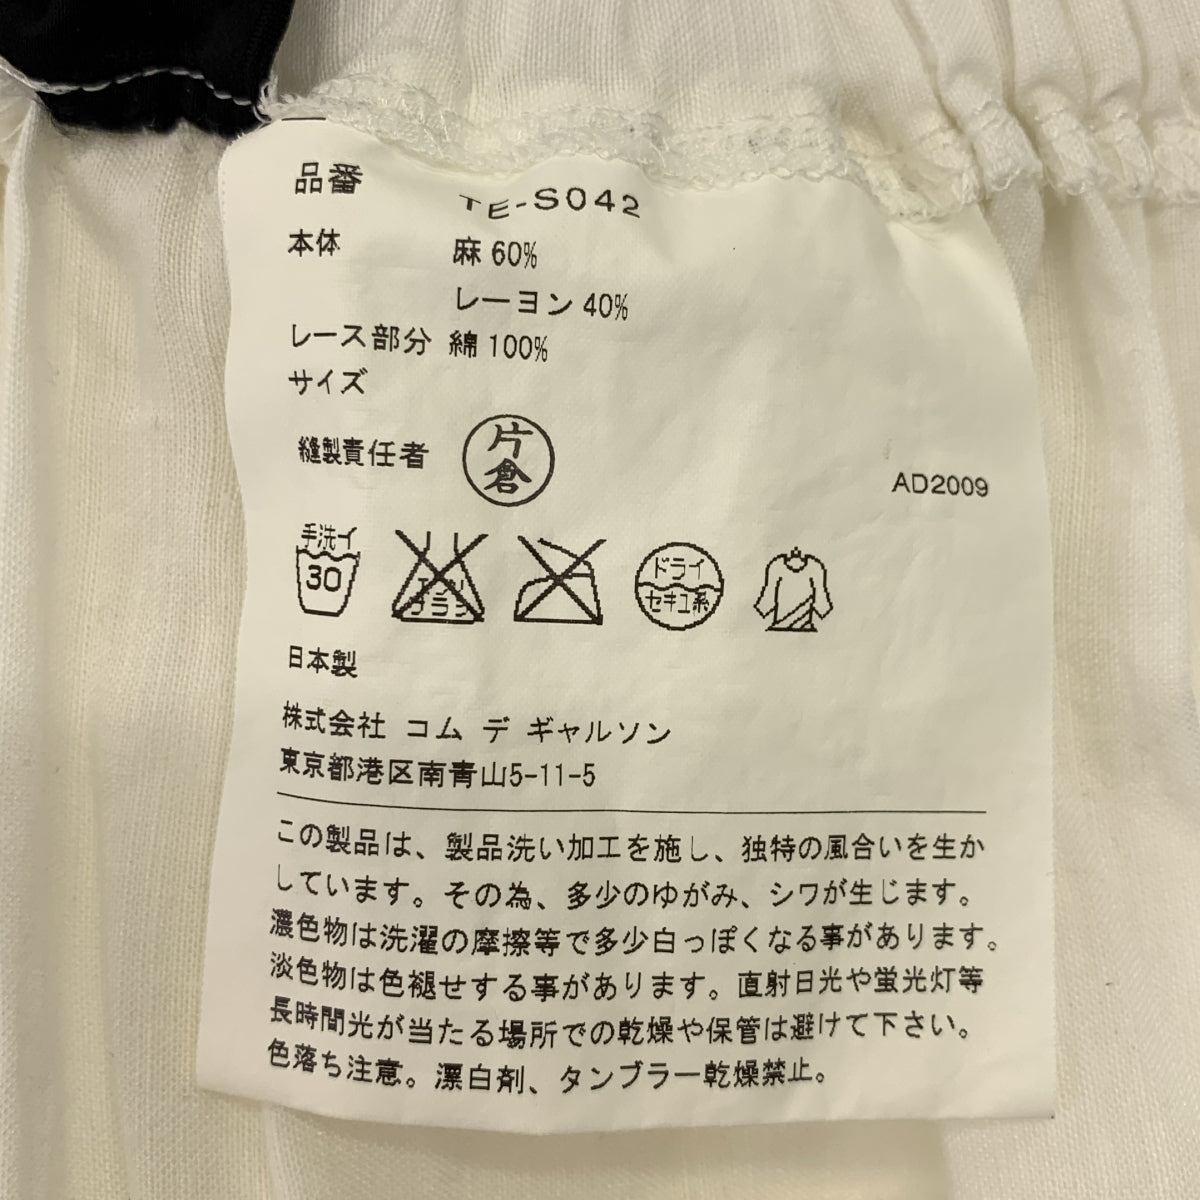 品番 TE-S042
本体 麻 60%
レーヨン 40%
レース部分 綿 100%
サイズ
縫製責任者 片倉
AD2009
手洗イ
30
エンソ
フラシ
ドライ
セキユ系
日本製
株式会社 コム デ ギャルソン
東京都港区南青山5-11-5
この製品は、製品洗い加工を施し、独特の風合いを生か
しています。その為、多少のゆがみ、シワが生じます。
濃色物は洗濯の摩擦等で多少白っぽくなる事があります。
淡色物は色褪せする事があります。直射日光や蛍光灯等
長時間光が当たる場所での乾燥や保管は避けて下さい。
色落ち注意。漂白剤、タンブラー乾燥禁止。